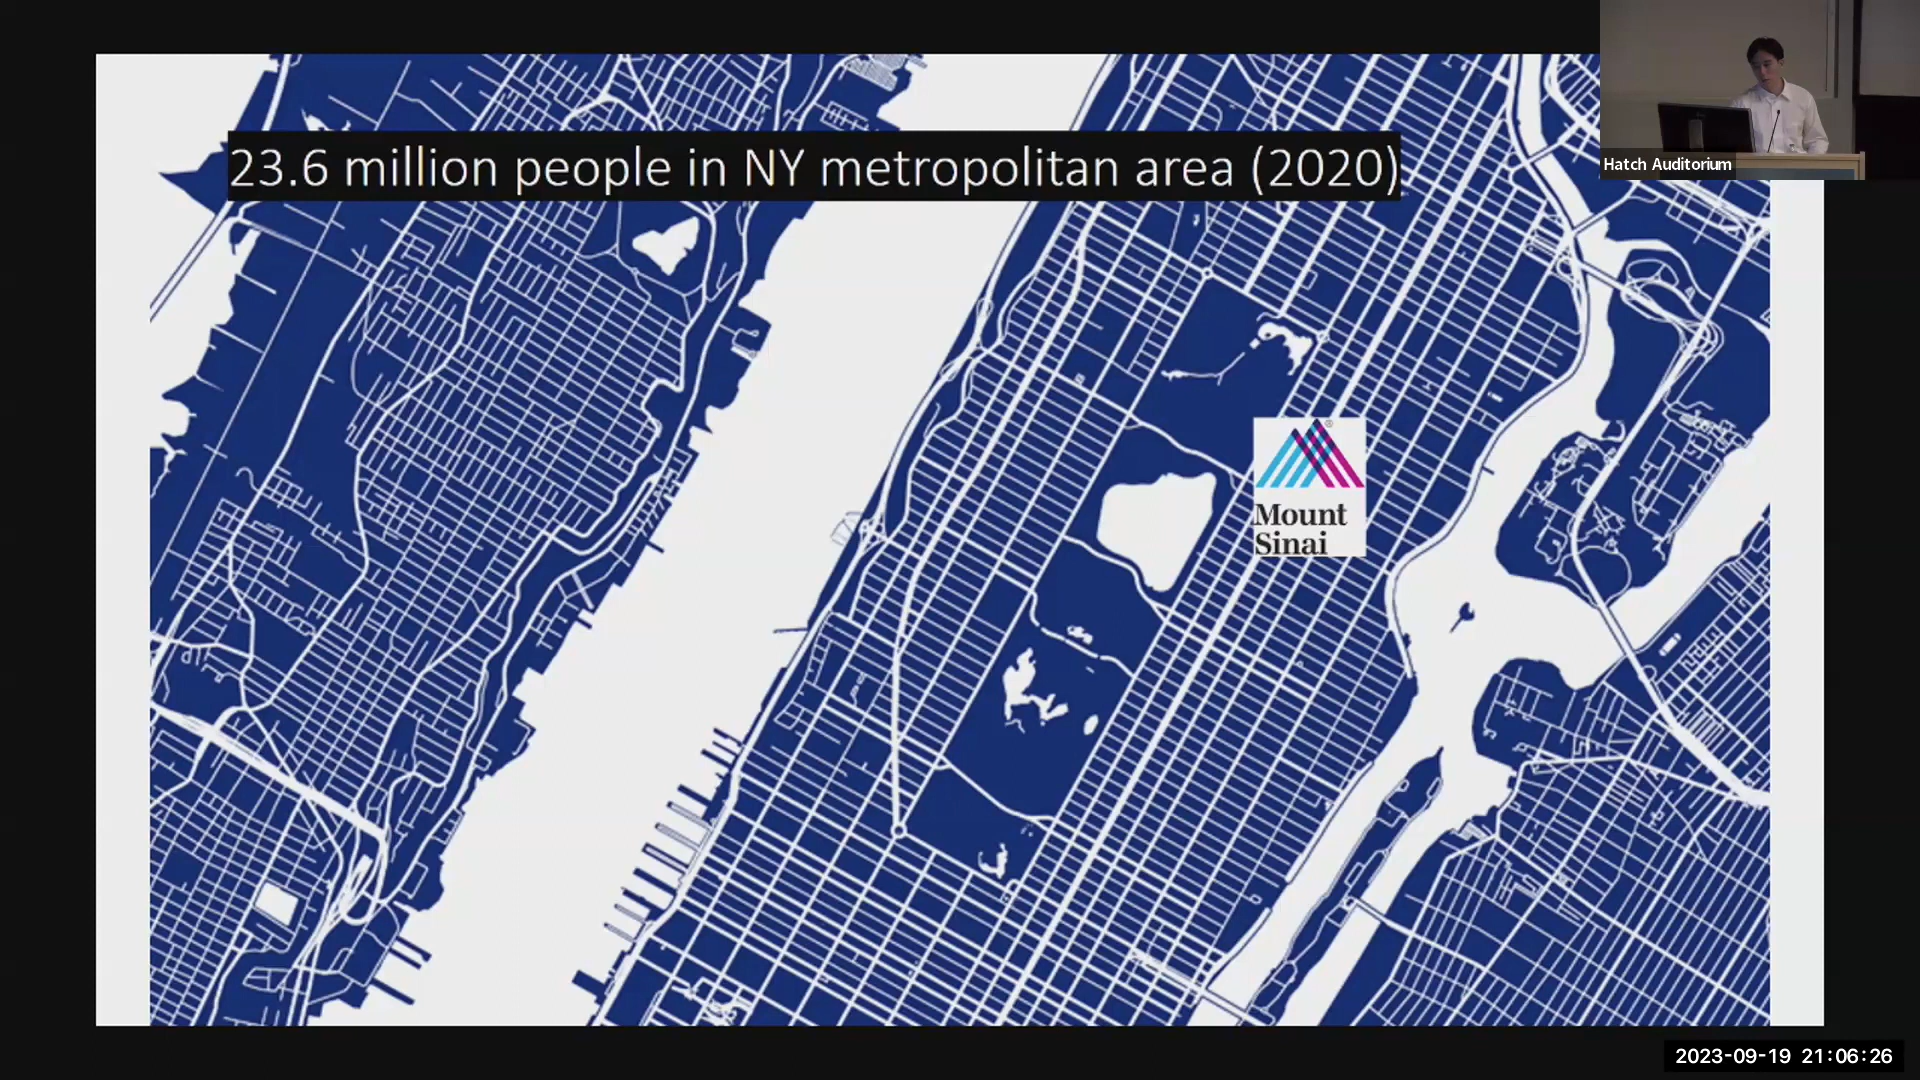 23.6 million people in NY metropolitan area (2020)
Hatch Auditorium
®
Mount
Sinai
2023-09-19 21:06:26